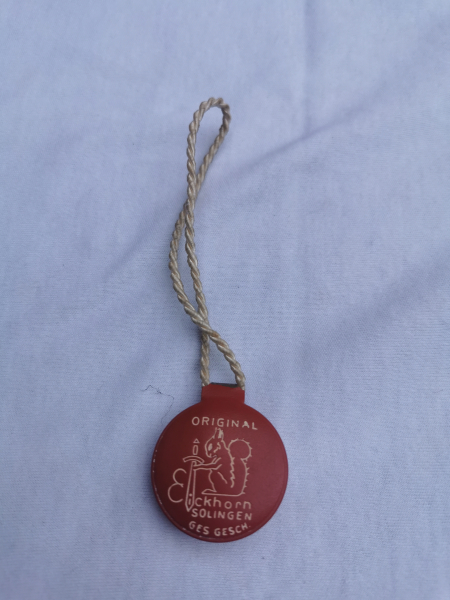 ORIGINAL
Eickhorn
SOLINGEN
GES GESCH.